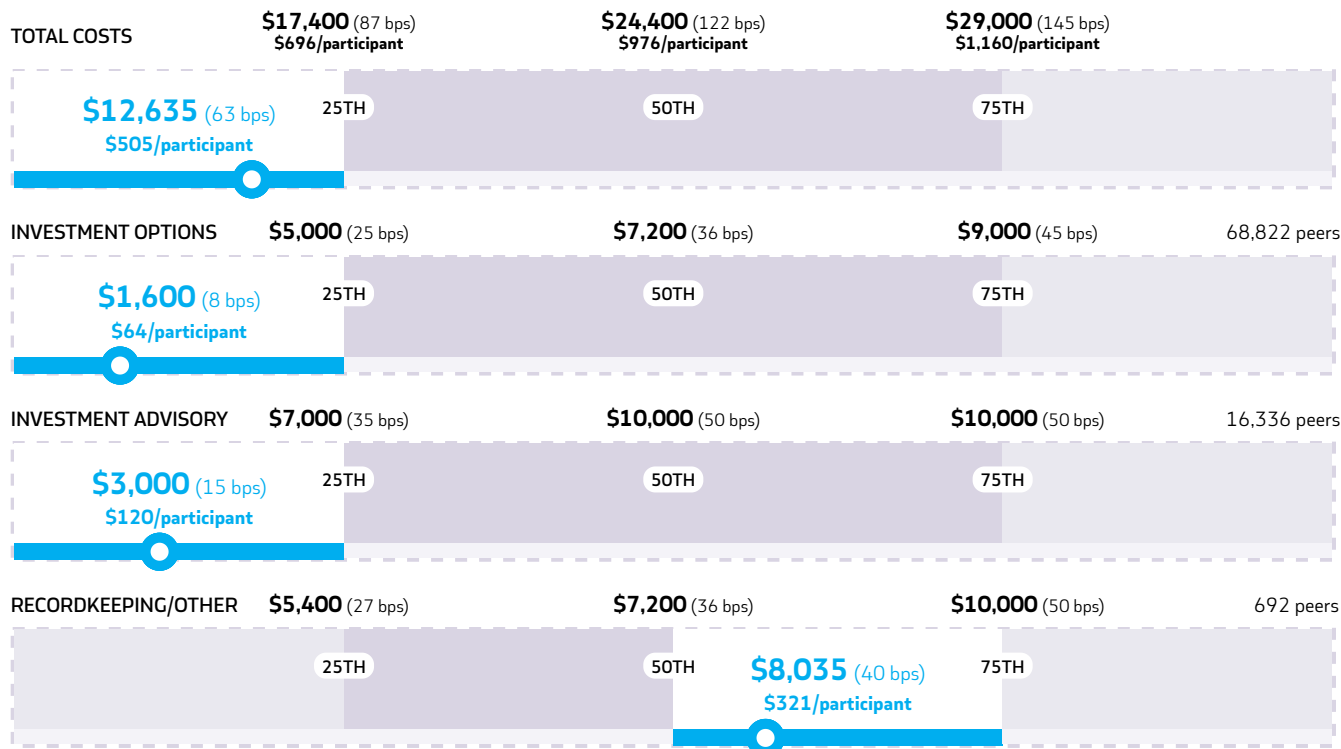 TOTAL COSTS $17,400 (87 bps) $24,400 (122 bps) $29,000 (145 bps)
$696/participant $976/participant $1,160/participant
$12,635 (63 bps) 25TH 50TH 75TH
$505/participant
INVESTMENT OPTIONS $5,000 (25 bps) $7,200 (36 bps) $9,000 (45 bps) 68,822 peers
$1,600 (8 bps) 25TH 50TH 75TH
$64/participant
INVESTMENT ADVISORY $7,000 (35 bps) $10,000 (50 bps) $10,000 (50 bps) 16,336 peers
$3,000 (15 bps) 25TH 50TH 75TH
$120/participant
RECORDKEEPING/OTHER $5,400 (27 bps) $7,200 (36 bps) $10,000 (50 bps) 692 peers
25TH 50TH $8,035 (40 bps) 75TH
$321/participant